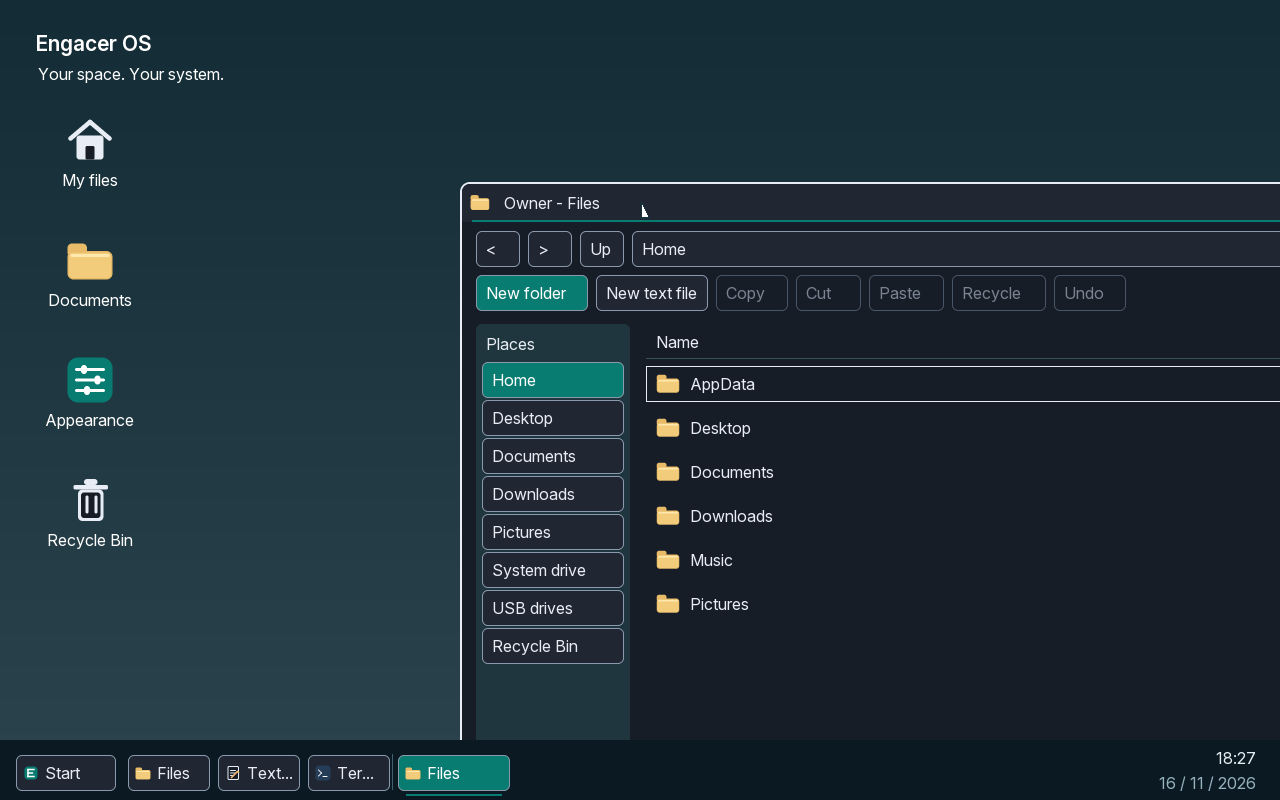 Engacer OS
Your space. Your system.
My files
Documents
Appearance
Recycle Bin
Owner - Files
< > Up Home
New folder New text file Copy Cut Paste Recycle Undo
Places
Home
Desktop
Documents
Downloads
Pictures
System drive
USB drives
Recycle Bin
Name
AppData
Desktop
Documents
Downloads
Music
Pictures
Start Files Text... Ter... Files
18:27
16 / 11 / 2026